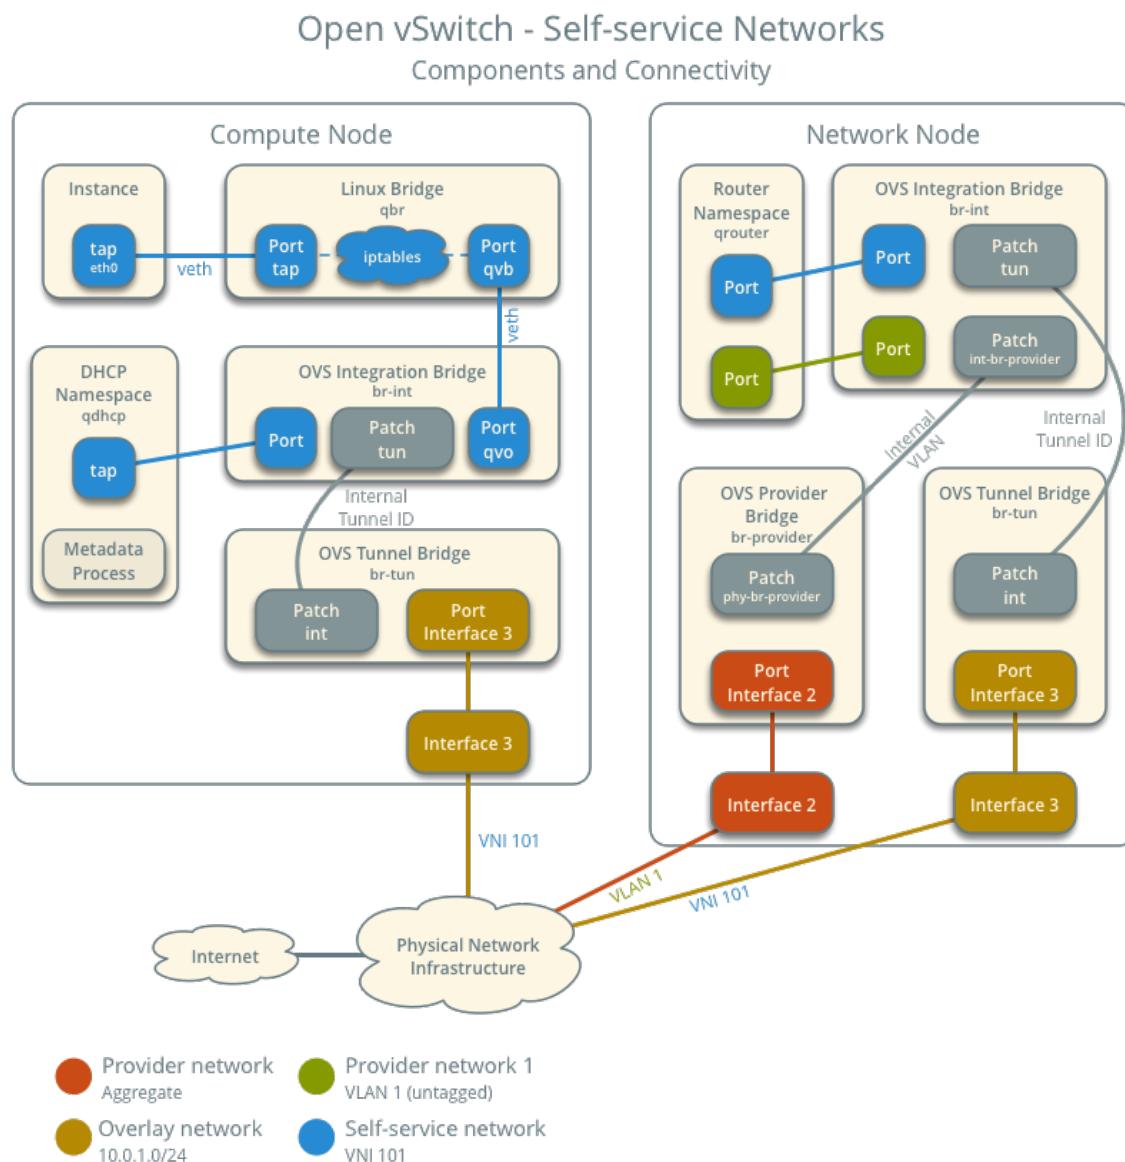 Open vSwitch - Self-service Networks
Components and Connectivity
Compute Node
Instance
tap
eth0
veth
Linux Bridge
qbr
Port
tap
iptables
Port
qvb
veth
DHCP
Namespace
qdhcp
tap
Metadata
Process
OVS Integration Bridge
br-int
Port
Patch
tun
Port
qvo
Internal
Tunnel ID
OVS Tunnel Bridge
br-tun
Patch
int
Port
Interface 3
Interface 3
VNI 101
Network Node
Router
Namespace
qrouter
Port
Port
OVS Integration Bridge
br-int
Port
Patch
tun
Port
Patch
int-br-provider
Internal
VLAN
Internal
Tunnel ID
OVS Provider
Bridge
br-provider
Patch
phy-br-provider
Port
Interface 2
Interface 2
OVS Tunnel Bridge
br-tun
Patch
int
Port
Interface 3
Interface 3
VLAN 1
VNI 101
Internet
Physical Network
Infrastructure
Provider network
Aggregate
Provider network 1
VLAN 1 (untagged)
Overlay network
10.0.1.0/24
Self-service network
VNI 101